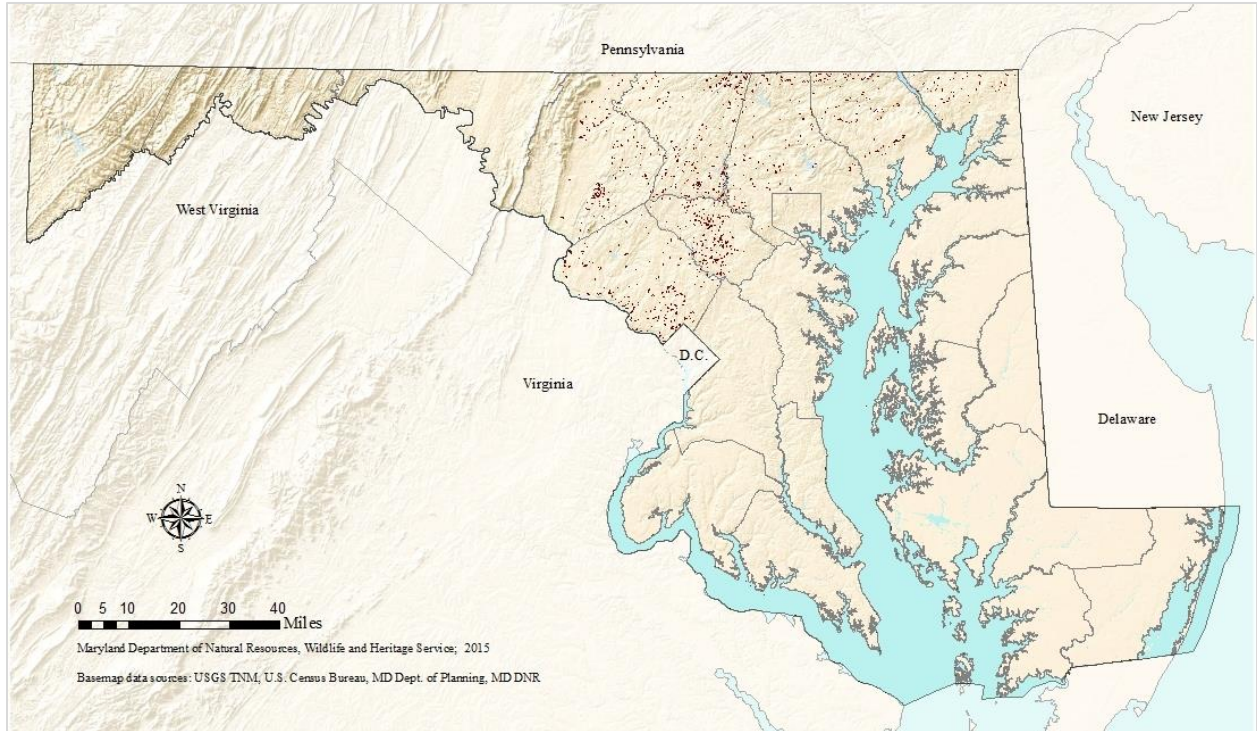 Pennsylvania
New Jersey
West Virginia
D.C.
Virginia
Delaware
N
W E
S
0 5 10 20 30 40
Miles
Maryland Department of Natural Resources, Wildlife and Heritage Service; 2015
Basemap data sources: USGS TNM, U.S. Census Bureau, MD Dept. of Planning, MD DNR